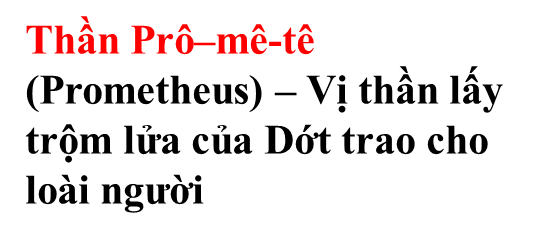 Thần Prô–mê-tê
(Prometheus) – Vị thần lấy
trộm lửa của Dớt trao cho
loài người